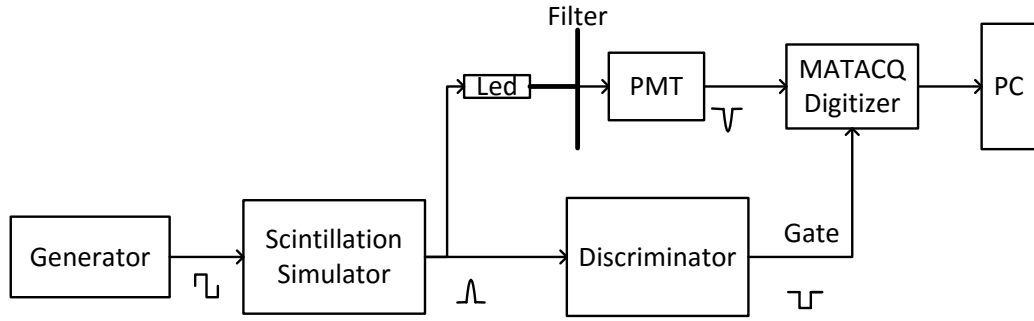 Filter
Led
PMT
MATACQ
Digitizer
PC
Generator
Scintillation
Simulator
Discriminator
Gate